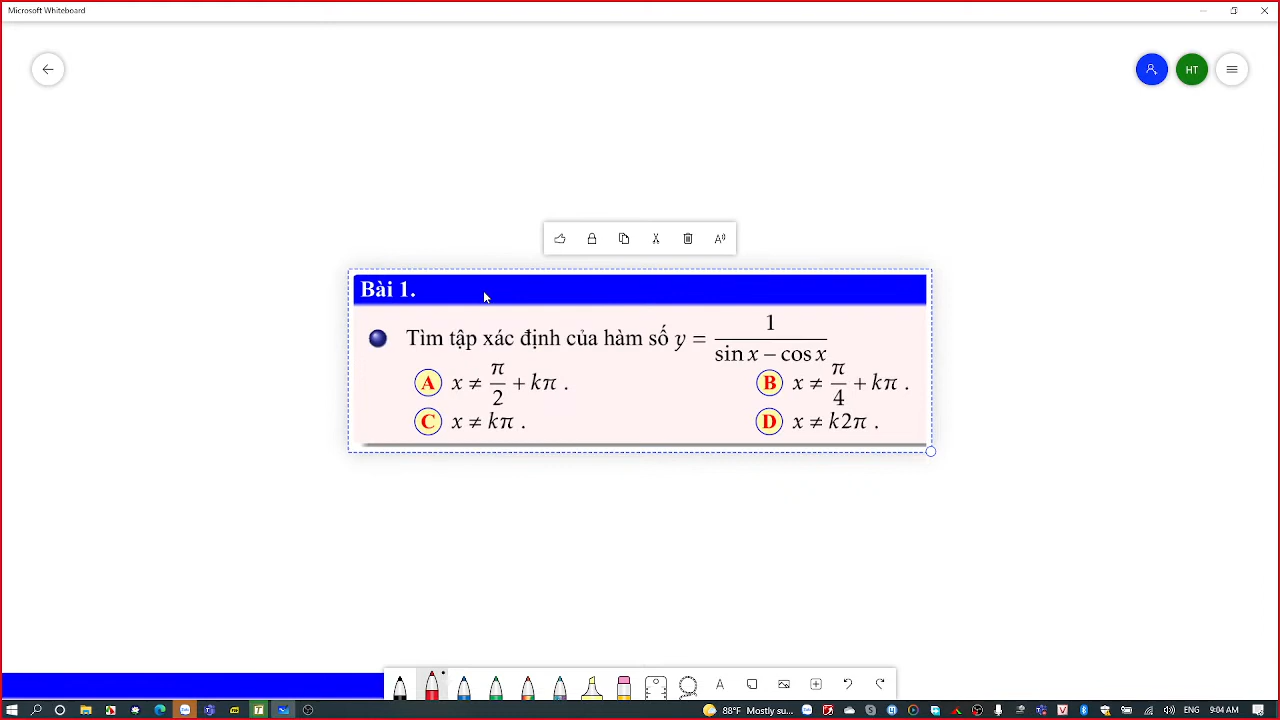 Microsoft Whiteboard
HT
Bài 1.
Tìm tập xác định của hàm số y = 1 / (sin x − cos x)
A x ≠ π/2 + kπ .
B x ≠ π/4 + kπ .
C x ≠ kπ .
D x ≠ k2π .
A
88°F Mostly su...
ENG
9:04 AM